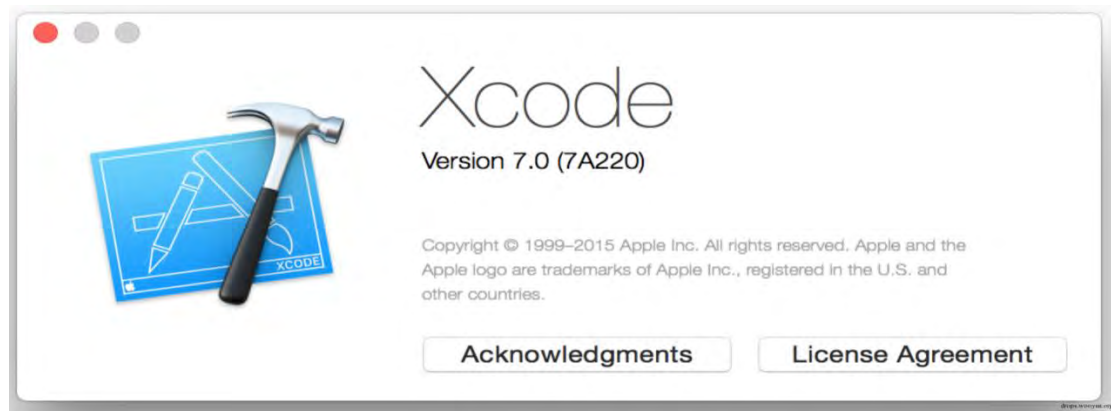 Xcode
Version 7.0 (7A220)
XCODE
Copyright © 1999–2015 Apple Inc. All rights reserved. Apple and the
Apple logo are trademarks of Apple Inc., registered in the U.S. and
other countries.
Acknowledgments
License Agreement